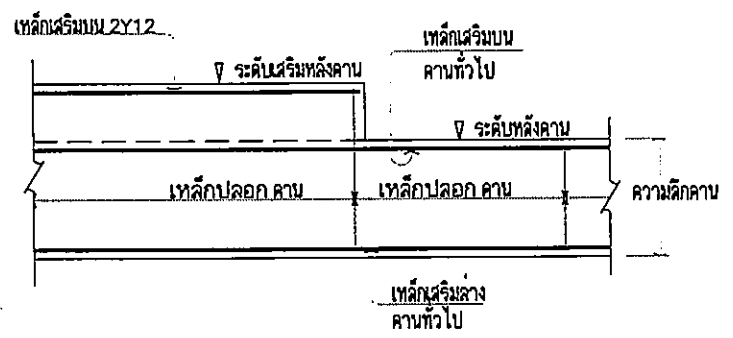 เหล็กเสริมบน 2Y12
เหล็กเสริมบน
คานทั่วไป
ระดับเสริมหลังคาน
ระดับหลังคาน
เหล็กปลอก คาน
เหล็กปลอก คาน
ความลึกคาน
เหล็กเสริมล่าง
คานทั่วไป